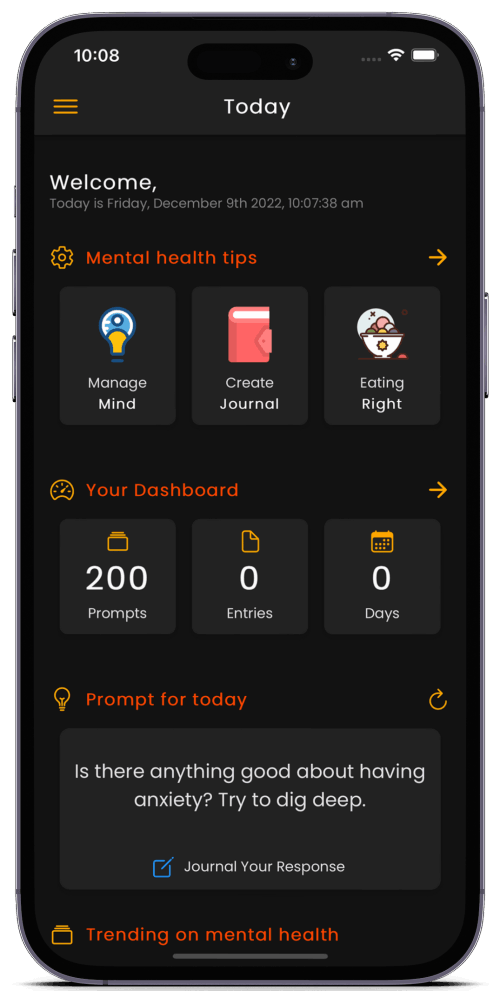 10:08
Today
Welcome,
Today is Friday, December 9th 2022, 10:07:38 am
Mental health tips
Manage
Mind
Create
Journal
Eating
Right
Your Dashboard
200
Prompts
0
Entries
0
Days
Prompt for today
Is there anything good about having
anxiety? Try to dig deep.
Journal Your Response
Trending on mental health